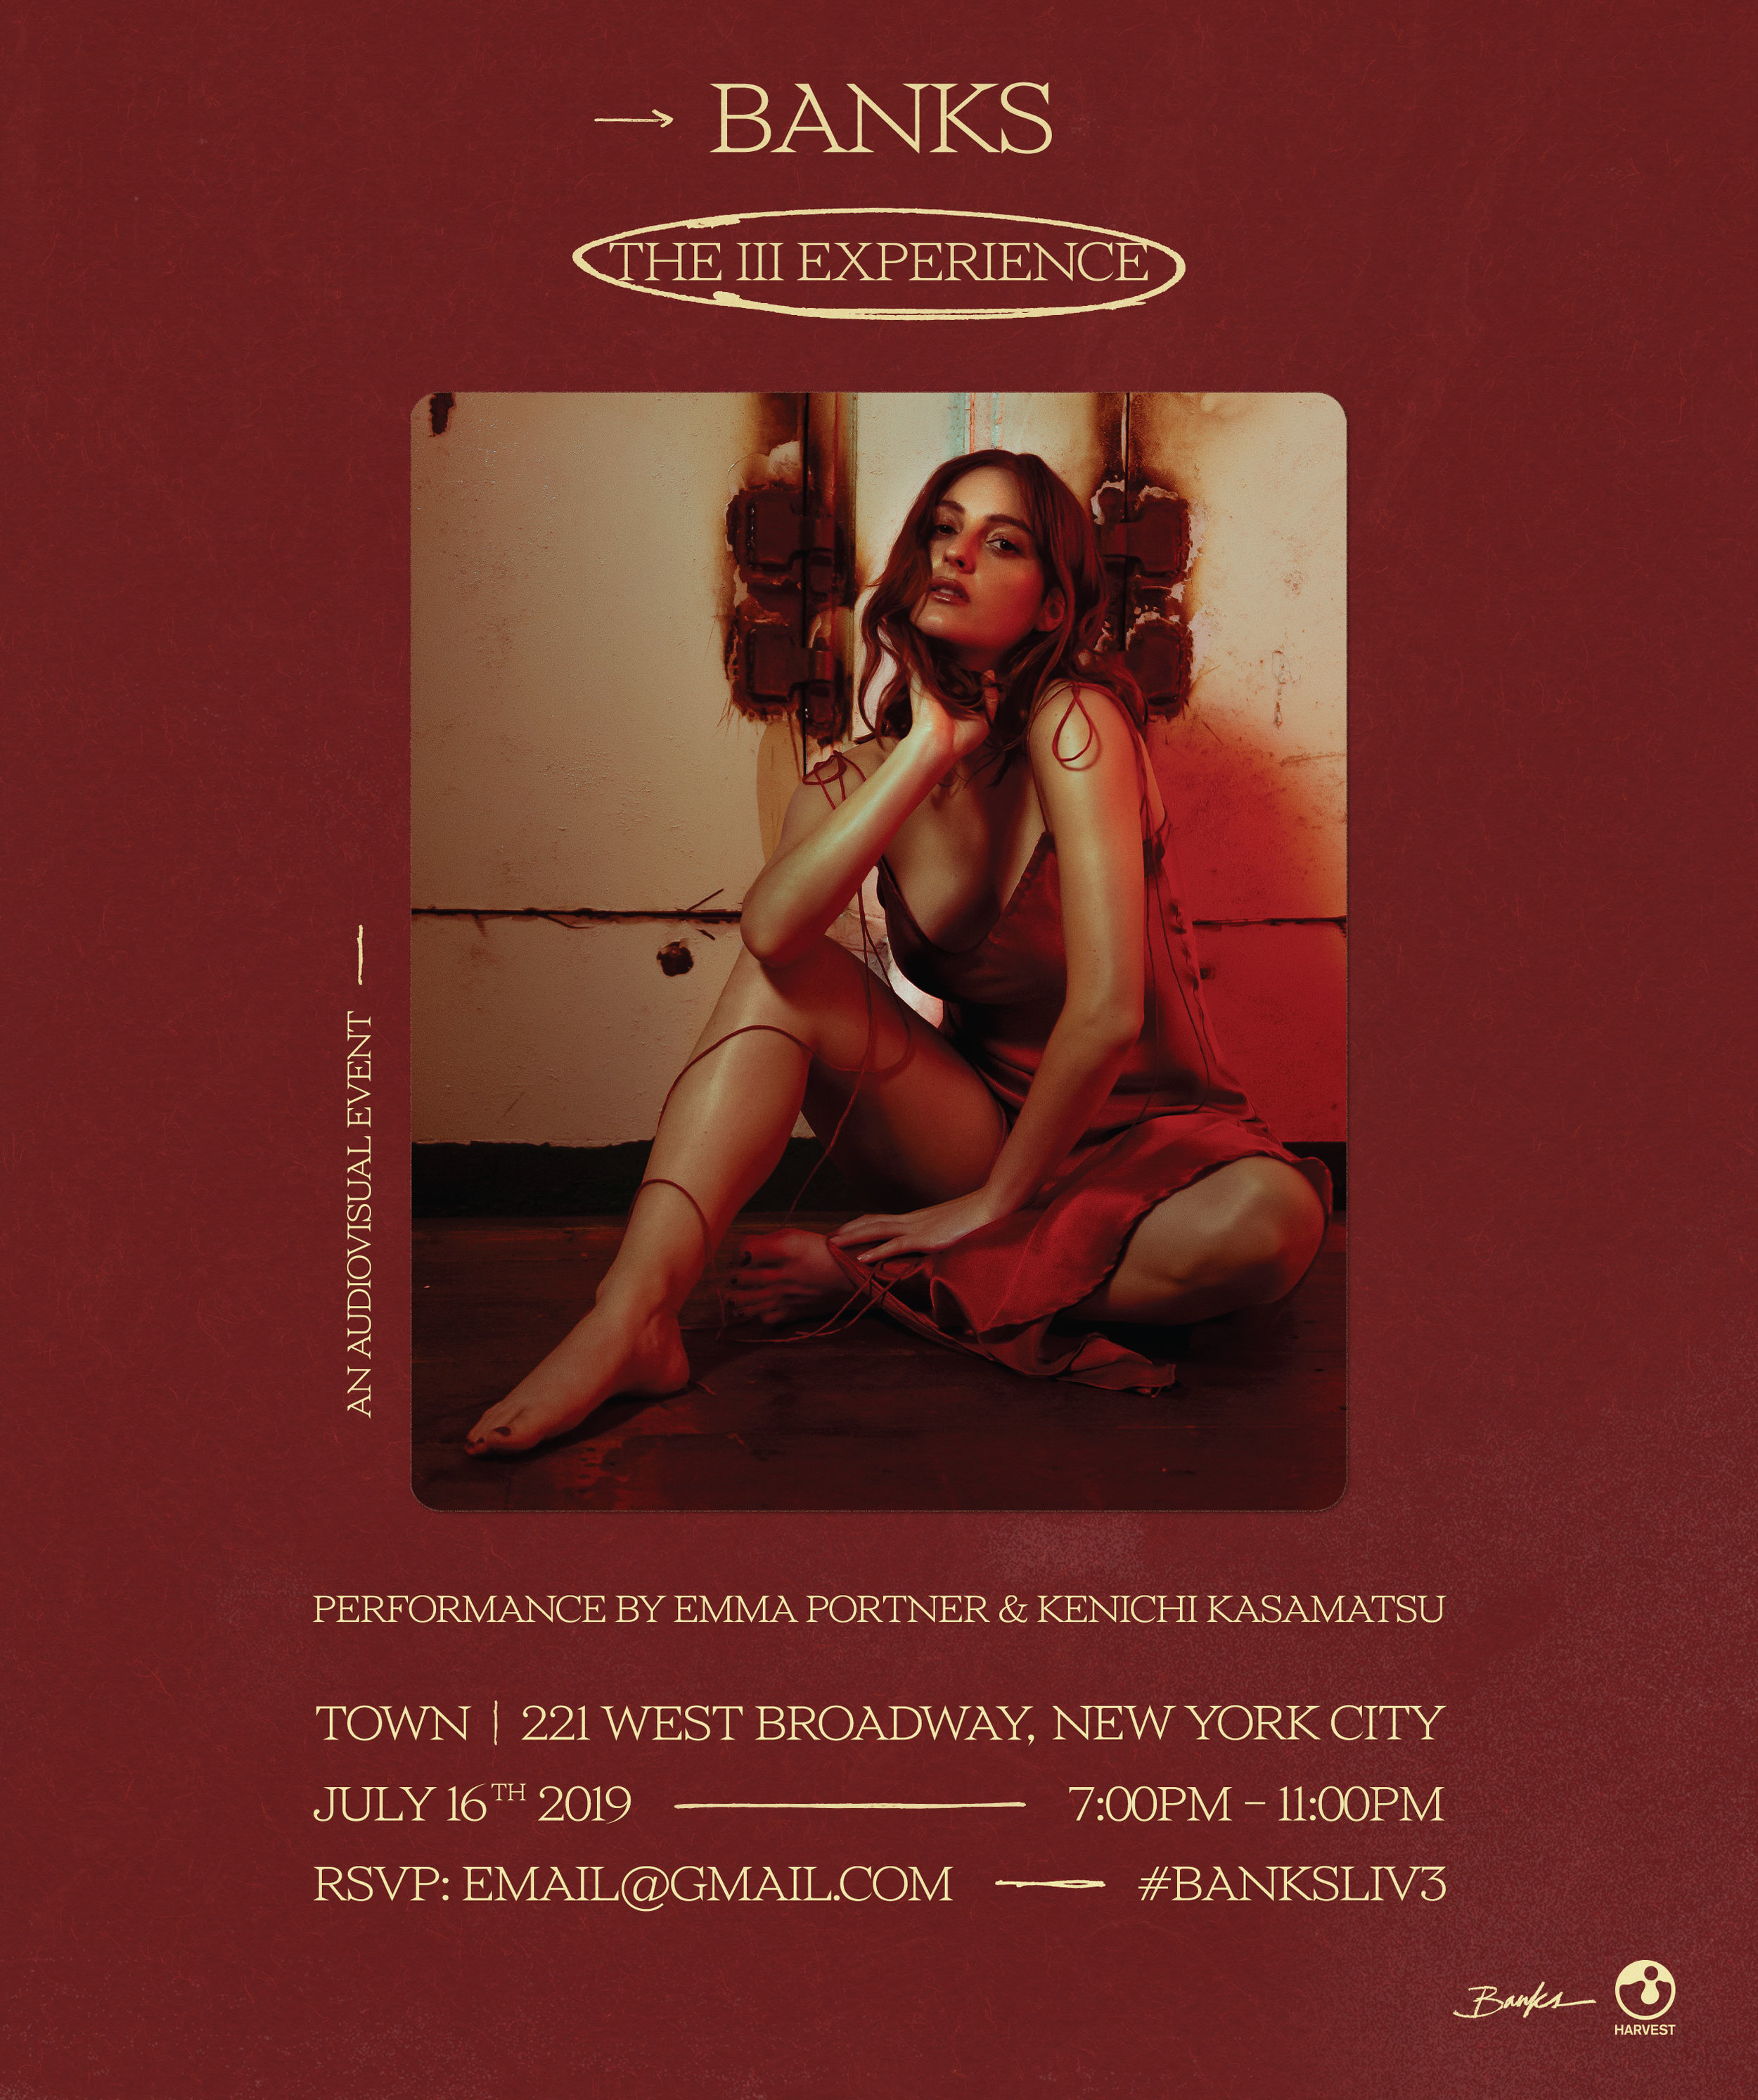 → BANKS
THE III EXPERIENCE
AN AUDIOVISUAL EVENT —
PERFORMANCE BY EMMA PORTNER & KENICHI KASAMATSU
TOWN | 221 WEST BROADWAY, NEW YORK CITY
JULY 16TH 2019 — 7:00PM – 11:00PM
RSVP: EMAIL@GMAIL.COM — #BANKSLIV3
Banks
HARVEST